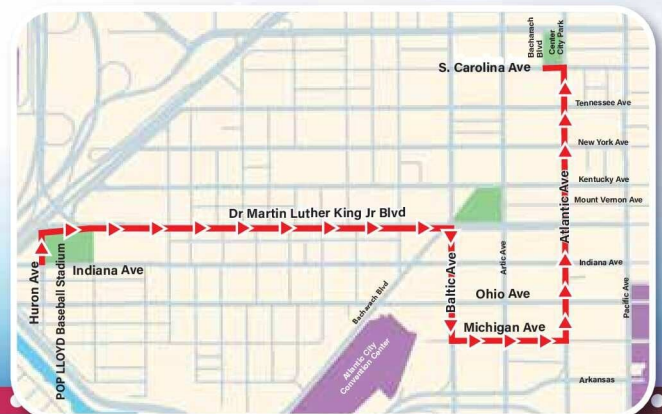 Bacharach
Blvd
Center
City Park
S. Carolina Ave
Tennessee Ave
New York Ave
Kentucky Ave
Mount Vernon Ave
Dr Martin Luther King Jr Blvd
Atlantic Ave
Huron Ave
POP LLOYD Baseball Stadium
Indiana Ave
Baltic Ave
Artic Ave
Indiana Ave
Ohio Ave
Pacific Ave
Bacharach Blvd
Michigan Ave
Atlantic City
Convention Center
Arkansas